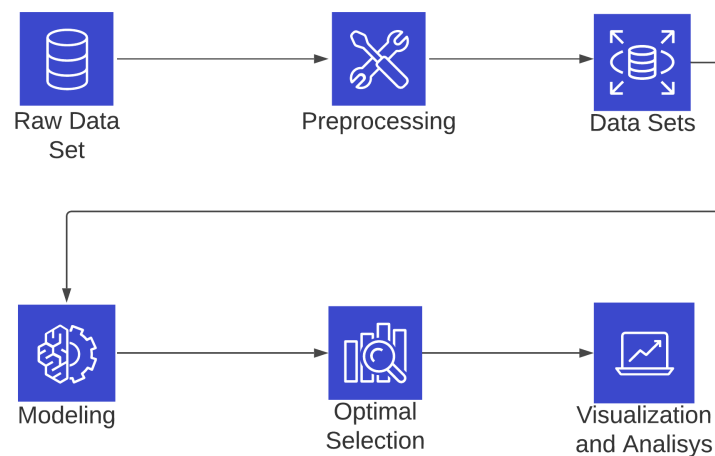 Raw Data
Set
Preprocessing
Data Sets
Modeling
Optimal
Selection
Visualization
and Analisys